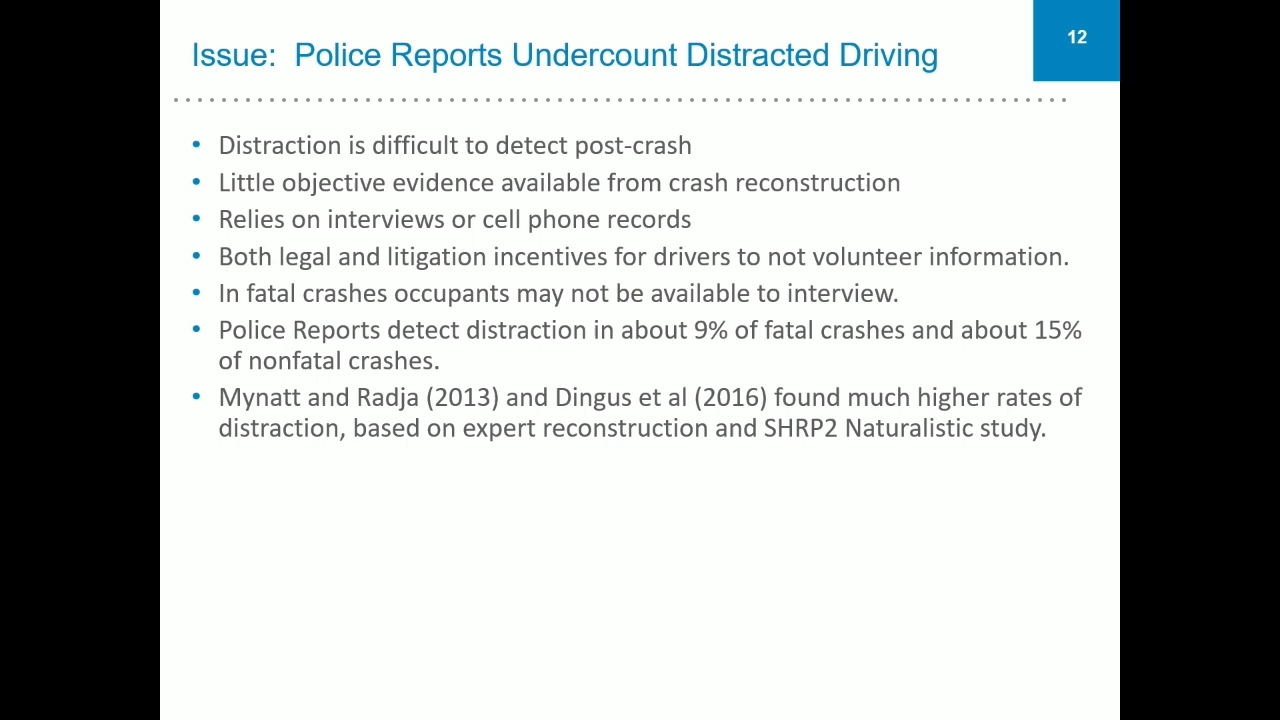 Issue:  Police Reports Undercount Distracted Driving
12
• Distraction is difficult to detect post-crash
• Little objective evidence available from crash reconstruction
• Relies on interviews or cell phone records
• Both legal and litigation incentives for drivers to not volunteer information.
• In fatal crashes occupants may not be available to interview.
• Police Reports detect distraction in about 9% of fatal crashes and about 15%
of nonfatal crashes.
• Mynatt and Radja (2013) and Dingus et al (2016) found much higher rates of
distraction, based on expert reconstruction and SHRP2 Naturalistic study.